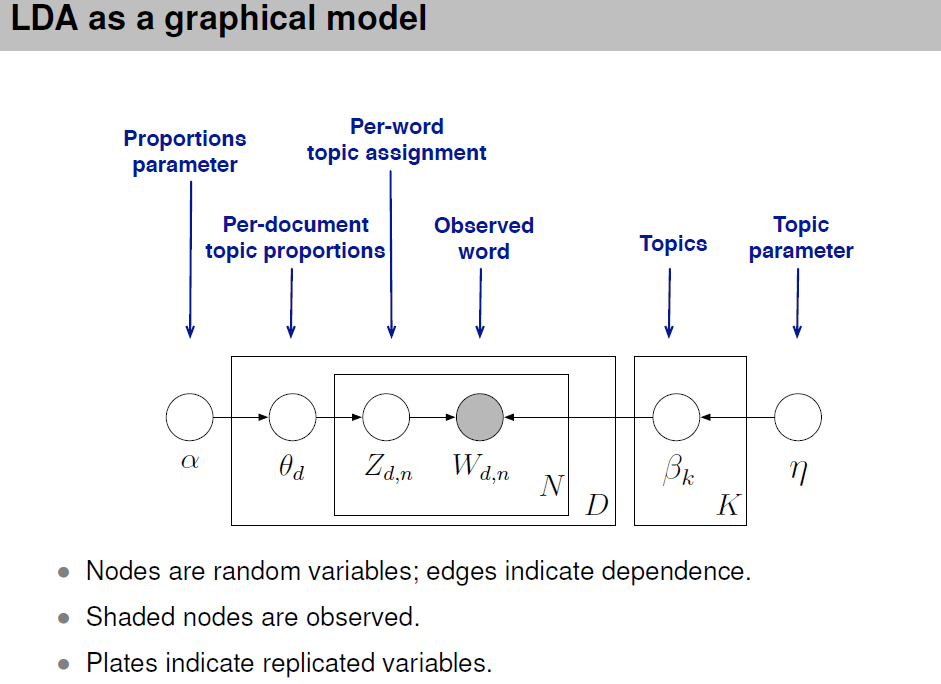 LDA as a graphical model
Proportions
parameter
Per-word
topic assignment
Per-document
topic proportions
Observed
word
Topics
Topic
parameter
α
θd
Zd,n
Wd,n
N
D
βk
K
η
Nodes are random variables; edges indicate dependence.
Shaded nodes are observed.
Plates indicate replicated variables.